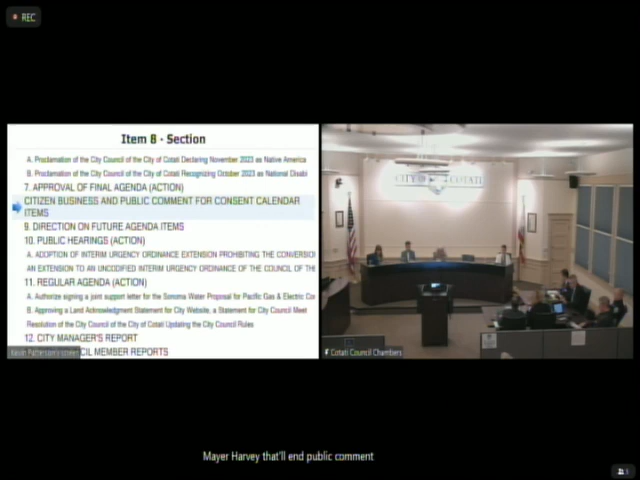 REC
Item 8 - Section
A. Proclamation of the City Council of the City of Cotati Declaring November 2023 as Native America
B. Proclamation of the City Council of the City of Cotati Recognizing October 2023 as National Disabi
7. APPROVAL OF FINAL AGENDA (ACTION)
CITIZEN BUSINESS AND PUBLIC COMMENT FOR CONSENT CALENDAR
ITEMS
9. DIRECTION ON FUTURE AGENDA ITEMS
10. PUBLIC HEARINGS (ACTION)
A. ADOPTION OF INTERIM URGENCY ORDINANCE EXTENSION PROHIBITING THE CONVERSIO
AN EXTENSION TO AN UNCODIFIED INTERIM URGENCY ORDINANCE OF THE COUNCIL OF TH
11. REGULAR AGENDA (ACTION)
A. Authorize signing a joint support letter for the Sonoma Water Proposal for Pacific Gas & Electric Co
B. Approving a Land Acknowledgment Statement for City Website, a Statement for City Council Meet
Resolution of the City Council of the City of Cotati Updating the City Council Rules
12. CITY MANAGER'S REPORT
CIL MEMBER REPORTS
CITY OF COTATI
Cotati Council Chambers
Mayer Harvey that'll end public comment